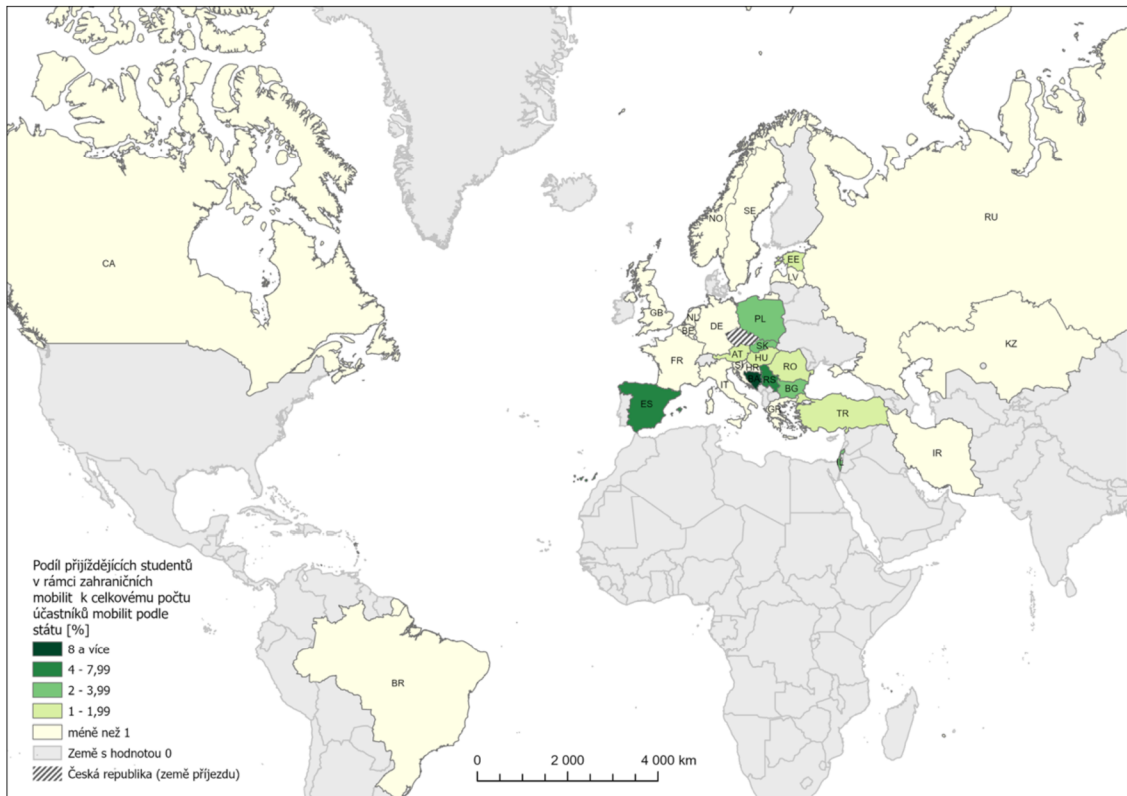 RU
NO
SE
EE
LV
CA
GB
NL
BE
DE
PL
KZ
SK
AT
HU
FR
SI
HR
RO
BA
RS
IT
BG
ES
GR
TR
IR
IL
BR
Podíl přijíždějících studentů
v rámci zahraničních
mobilit k celkovému počtu
účastníků mobilit podle
státu [%]
8 a více
4 - 7,99
2 - 3,99
1 - 1,99
méně než 1
Země s hodnotou 0
Česká republika (země příjezdu)
0 2 000 4 000 km